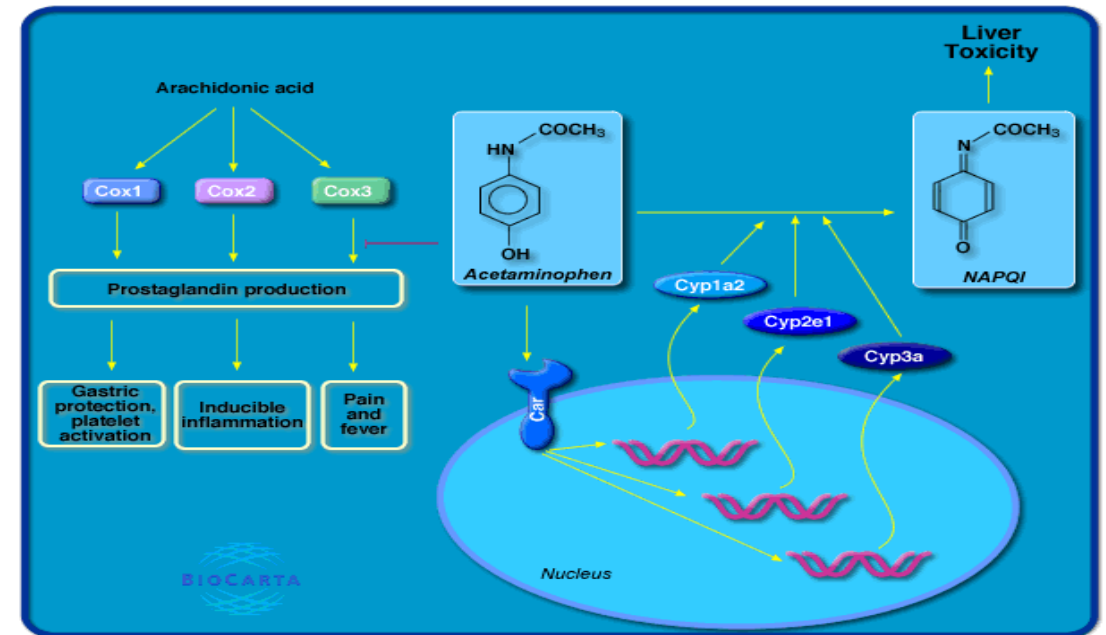 Liver
Toxicity
Arachidonic acid
COCH3
HN
OH
Acetaminophen
COCH3
N
O
NAPQI
Cox1
Cox2
Cox3
Prostaglandin production
Gastric
protection,
platelet
activation
Inducible
inflammation
Pain
and
fever
Cyp1a2
Cyp2e1
Cyp3a
Car
Nucleus
BIOCARTA